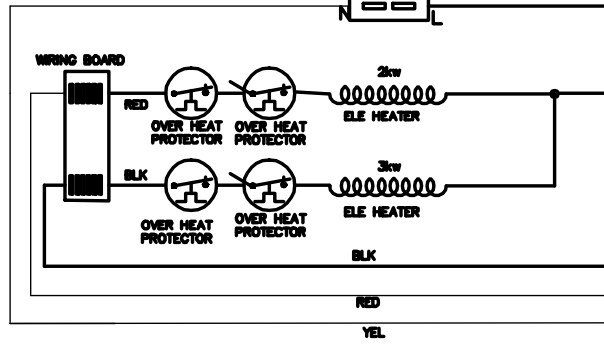 N L
WIRING BOARD
2kw
RED
OVER HEAT
PROTECTOR
OVER HEAT
PROTECTOR
ELE HEATER
3kw
BLK
OVER HEAT
PROTECTOR
OVER HEAT
PROTECTOR
ELE HEATER
BLK
RED
YEL